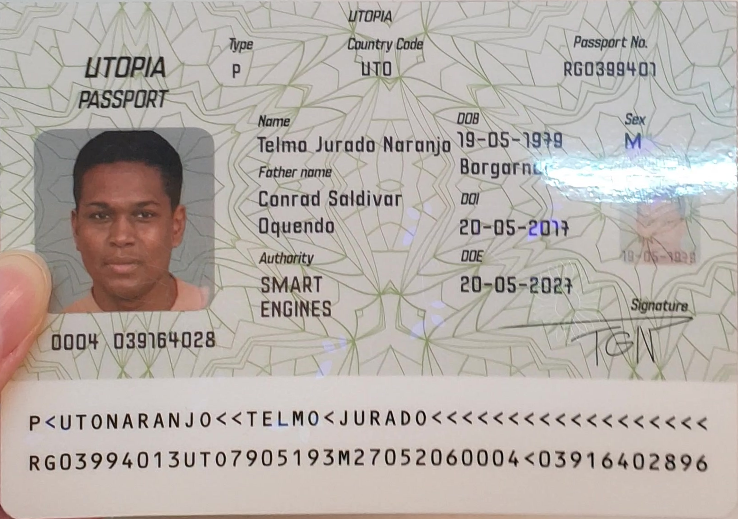 UTOPIA
Type Country Code Passport No.
UTOPIA P UTO RG0399401
PASSPORT
Name DOB Sex
Telmo Jurado Naranjo 19-05-1979 M
Father name
Conrad Saldivar DOI
Oquendo 20-05-2017
19-05-1979
Authority DOE
SMART 20-05-2027
ENGINES
Signature
TGN
0004 039164028
P<UTONARANJO<<TELMO<JURADO<<<<<<<<<<<<<<<<<<
RG03994013UTO7905193M27052060004<03916402896